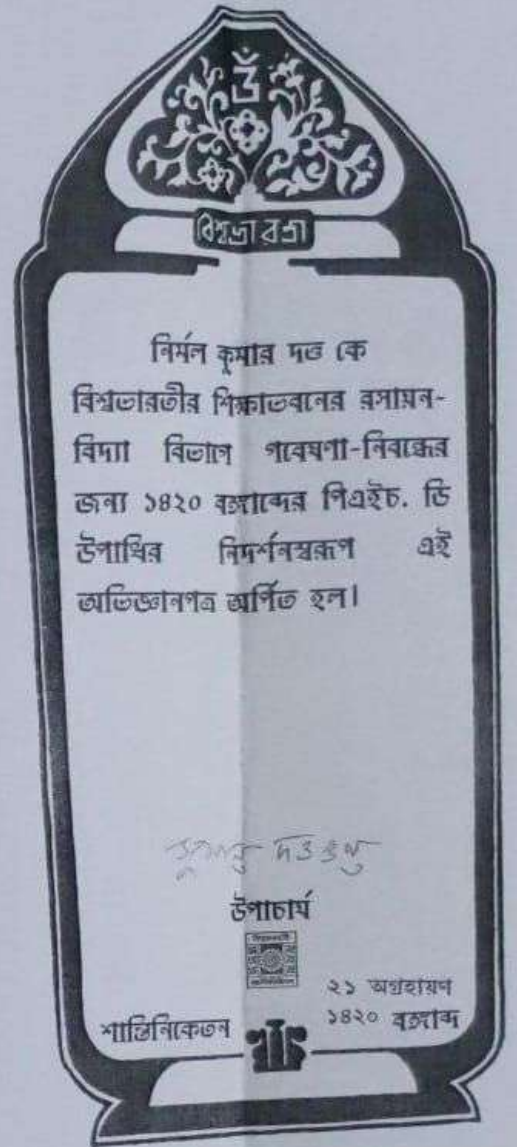 ওঁ
বিশ্বভারতী
নির্মল কুমার দত্ত কে
বিশ্বভারতীর শিক্ষাভবনের রসায়ন-
বিদ্যা বিভাগে গবেষণা-নিবন্ধের
জন্য ১৪২০ বঙ্গাব্দের পিএইচ. ডি
উপাধির নিদর্শনস্বরূপ এই
অভিজ্ঞানপত্র অর্পিত হল।
উপাচার্য
২১ অগ্রহায়ণ
শান্তিনিকেতন ১৪২০ বঙ্গাব্দ